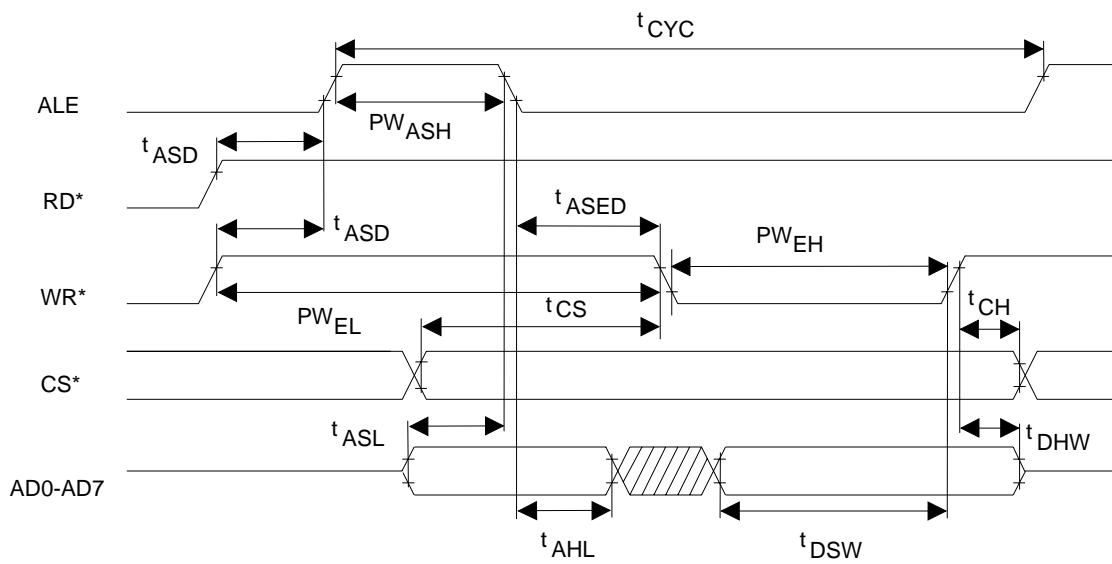 tCYC
ALE
PWASH
tASD
RD*
tASD
tASED
PWEH
WR*
PWEL
tCS
tCH
CS*
tASL
tDHW
AD0-AD7
tAHL
tDSW